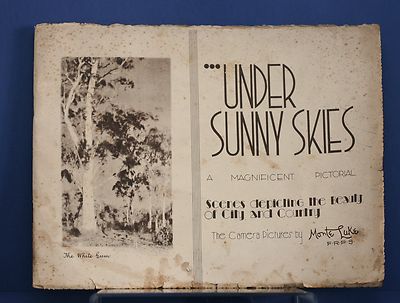 ...UNDER
SUNNY SKIES
A MAGNIFICENT PICTORIAL
Scenes depicting the Beauty
of City and Country
The Camera Pictures by Monte Luke
F·R·P·S
The White Gum